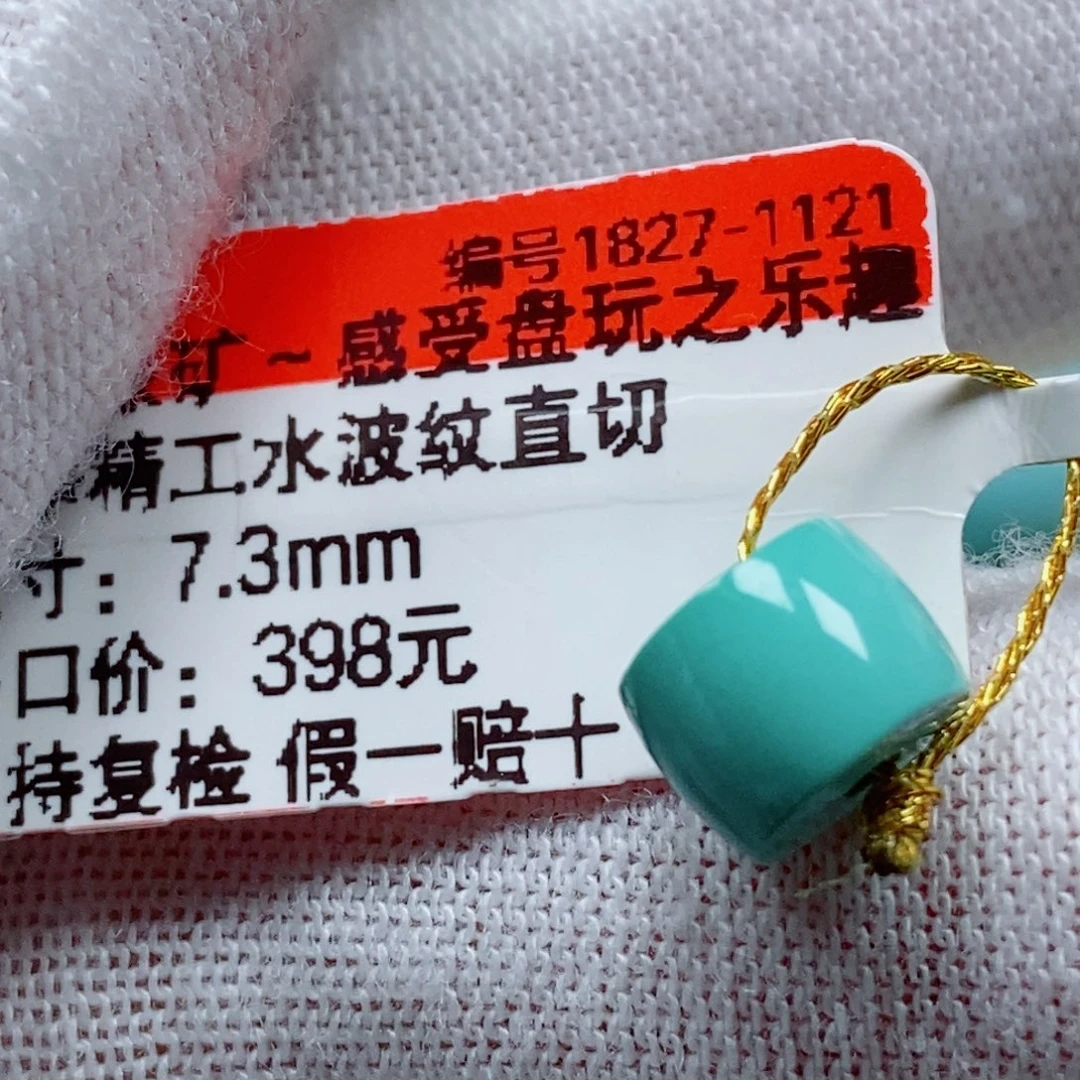 编号1827-1121
矿~感受盘玩之乐趣
精工水波纹直切
寸：7.3mm
口价：398元
持复检 假一赔十